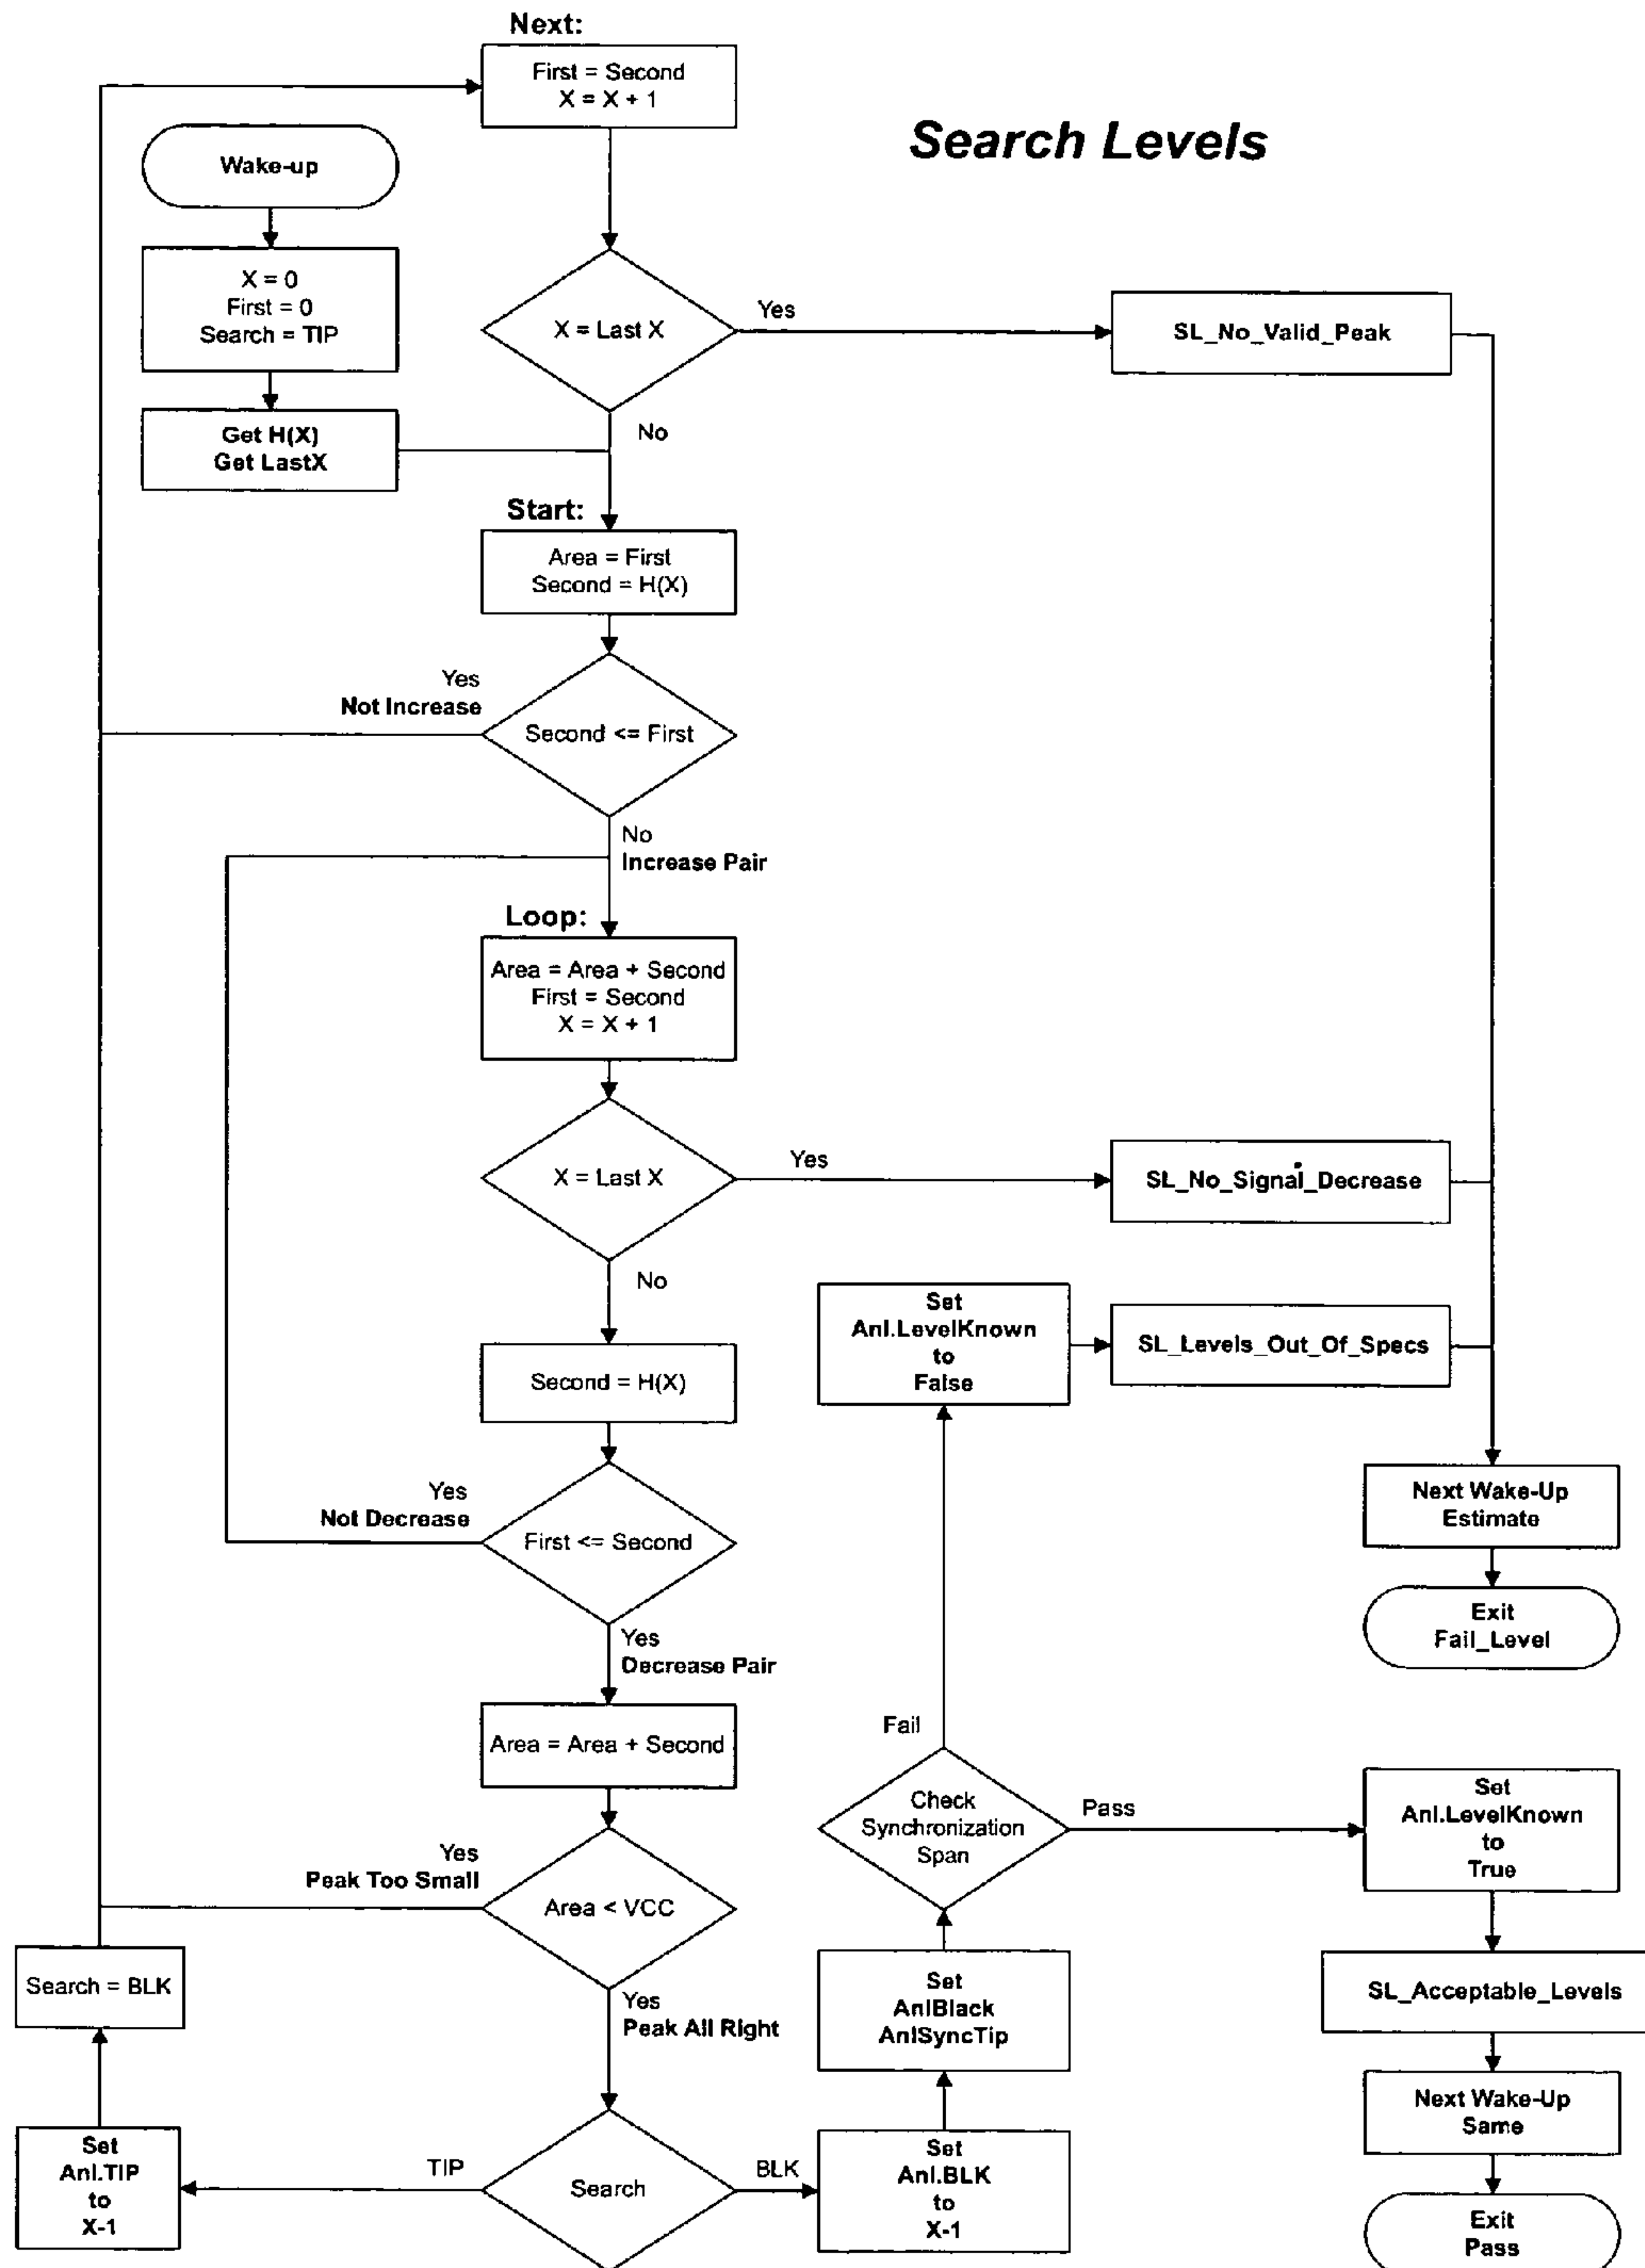 Next:
First = Second
X = X + 1
Search Levels
Wake-up
X = 0
First = 0
Search = TIP
X = Last X
Yes
SL_No_Valid_Peak
No
Get H(X)
Get LastX
Start:
Area = First
Second = H(X)
Yes
Not Increase
Second <= First
No
Increase Pair
Loop:
Area = Area + Second
First = Second
X = X + 1
X = Last X
Yes
SL_No_Signal_Decrease
No
Set
Anl.LevelKnown
to
False
SL_Levels_Out_Of_Specs
Second = H(X)
Yes
Not Decrease
First <= Second
Next Wake-Up
Estimate
Exit
Fail_Level
Yes
Decrease Pair
Area = Area + Second
Fail
Check
Synchronization
Span
Pass
Set
Anl.LevelKnown
to
True
Yes
Peak Too Small
Area < VCC
Search = BLK
Yes
Peak All Right
Set
AnlBlack
AnlSyncTip
SL_Acceptable_Levels
Next Wake-Up
Same
Set
Anl.TIP
to
X-1
TIP
Search
BLK
Set
Anl.BLK
to
X-1
Exit
Pass